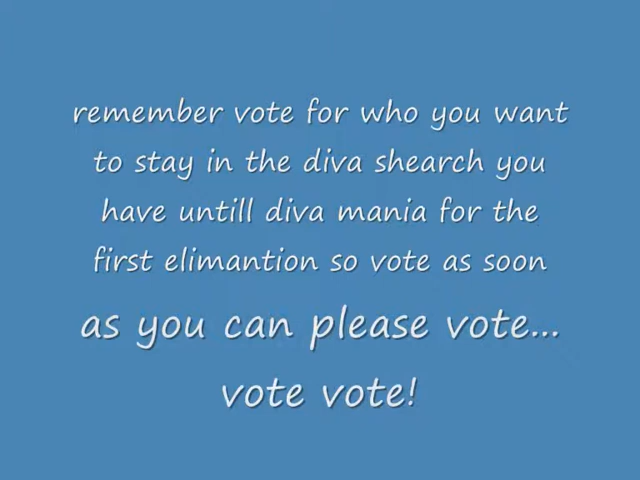 remember vote for who you want
to stay in the diva shearch you
have untill diva mania for the
first elimantion so vote as soon
as you can please vote...
vote vote!